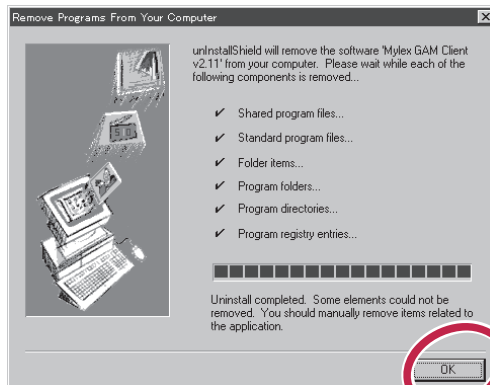 Remove Programs From Your Computer
unInstallShield will remove the software 'Mylex GAM Client
v2.11' from your computer. Please wait while each of the
following components is removed...
Shared program files...
Standard program files...
Folder items...
Program folders...
Program directories...
Program registry entries...
Uninstall completed. Some elements could not be
removed. You should manually remove items related to
the application.
OK